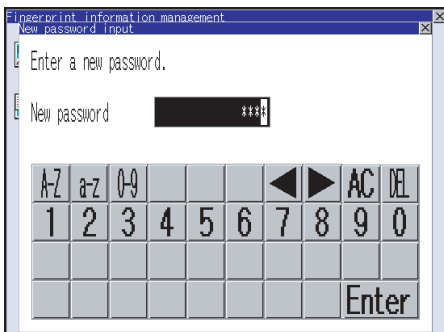 Fingerprint information management
New password input
Enter a new password.
New password ****
A-Z a-z 0-9 ◀ ▶ AC DEL
1 2 3 4 5 6 7 8 9 0
Enter